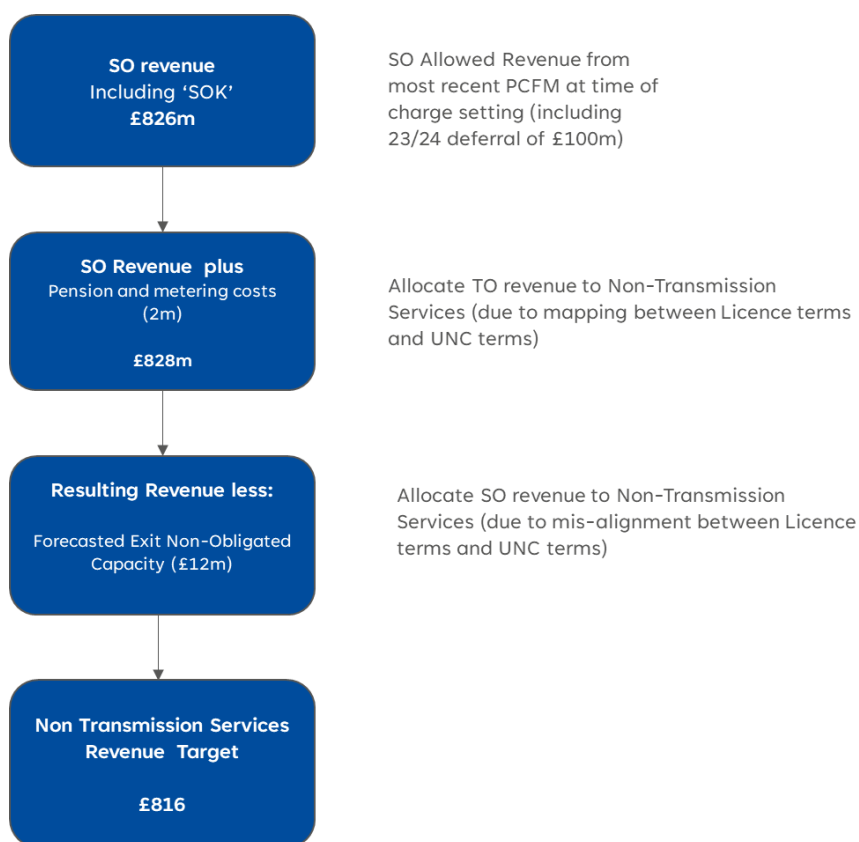 SO revenue
Including ‘SOK’
£826m
SO Allowed Revenue from
most recent PCFM at time of
charge setting (including
23/24 deferral of £100m)
SO Revenue plus
Pension and metering costs
(2m)
£828m
Allocate TO revenue to Non-Transmission
Services (due to mapping between Licence terms
and UNC terms)
Resulting Revenue less:
Forecasted Exit Non-Obligated
Capacity (£12m)
Allocate SO revenue to Non-Transmission
Services (due to mis-alignment between Licence
terms and UNC terms)
Non Transmission Services
Revenue Target
£816